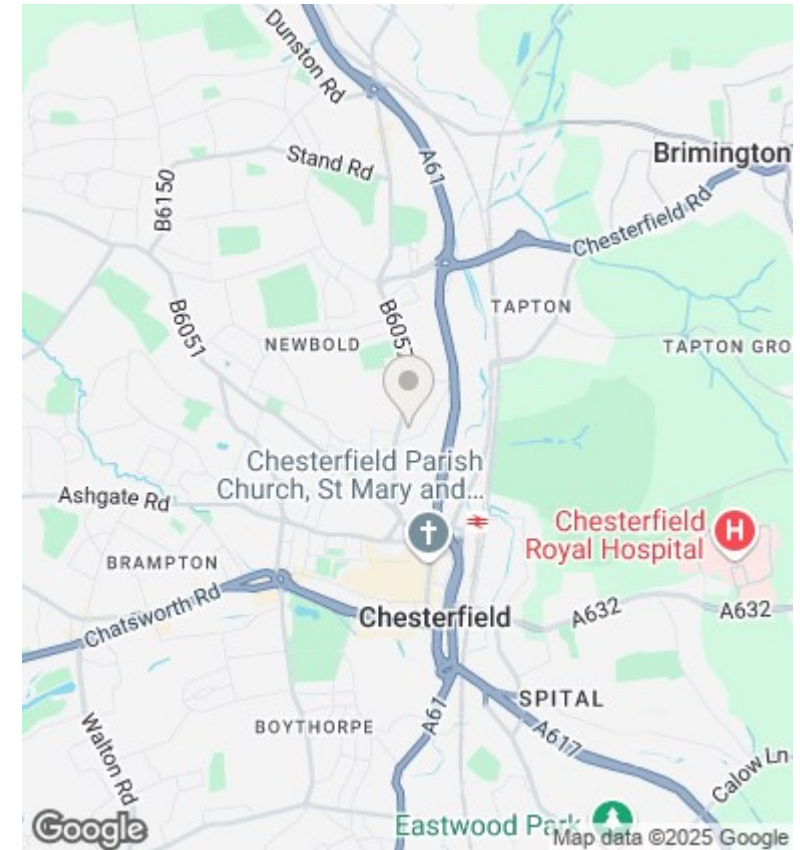 Dunston Rd
Stand Rd
A61
Brimington
B6150
Chesterfield Rd
B6051
B6057
TAPTON
NEWBOLD
TAPTON GRO
Chesterfield Parish
Church, St Mary and...
Ashgate Rd
Chesterfield
Royal Hospital
H
BRAMPTON
Chatsworth Rd
Chesterfield
A632
A632
SPITAL
BOYTHORPE
A61
A617
Walton Rd
Calow Ln
Eastwood Park
Google
Map data ©2025 Google